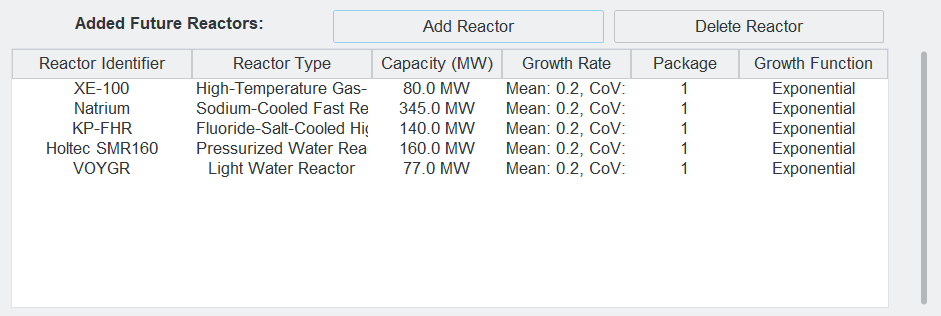 Added Future Reactors: Add Reactor Delete Reactor
Reactor Identifier Reactor Type Capacity (MW) Growth Rate Package Growth Function
XE-100 High-Temperature Gas- 80.0 MW Mean: 0.2, CoV: 1 Exponential
Natrium Sodium-Cooled Fast Re 345.0 MW Mean: 0.2, CoV: 1 Exponential
KP-FHR Fluoride-Salt-Cooled Hig 140.0 MW Mean: 0.2, CoV: 1 Exponential
Holtec SMR160 Pressurized Water Rea 160.0 MW Mean: 0.2, CoV: 1 Exponential
VOYGR Light Water Reactor 77.0 MW Mean: 0.2, CoV: 1 Exponential